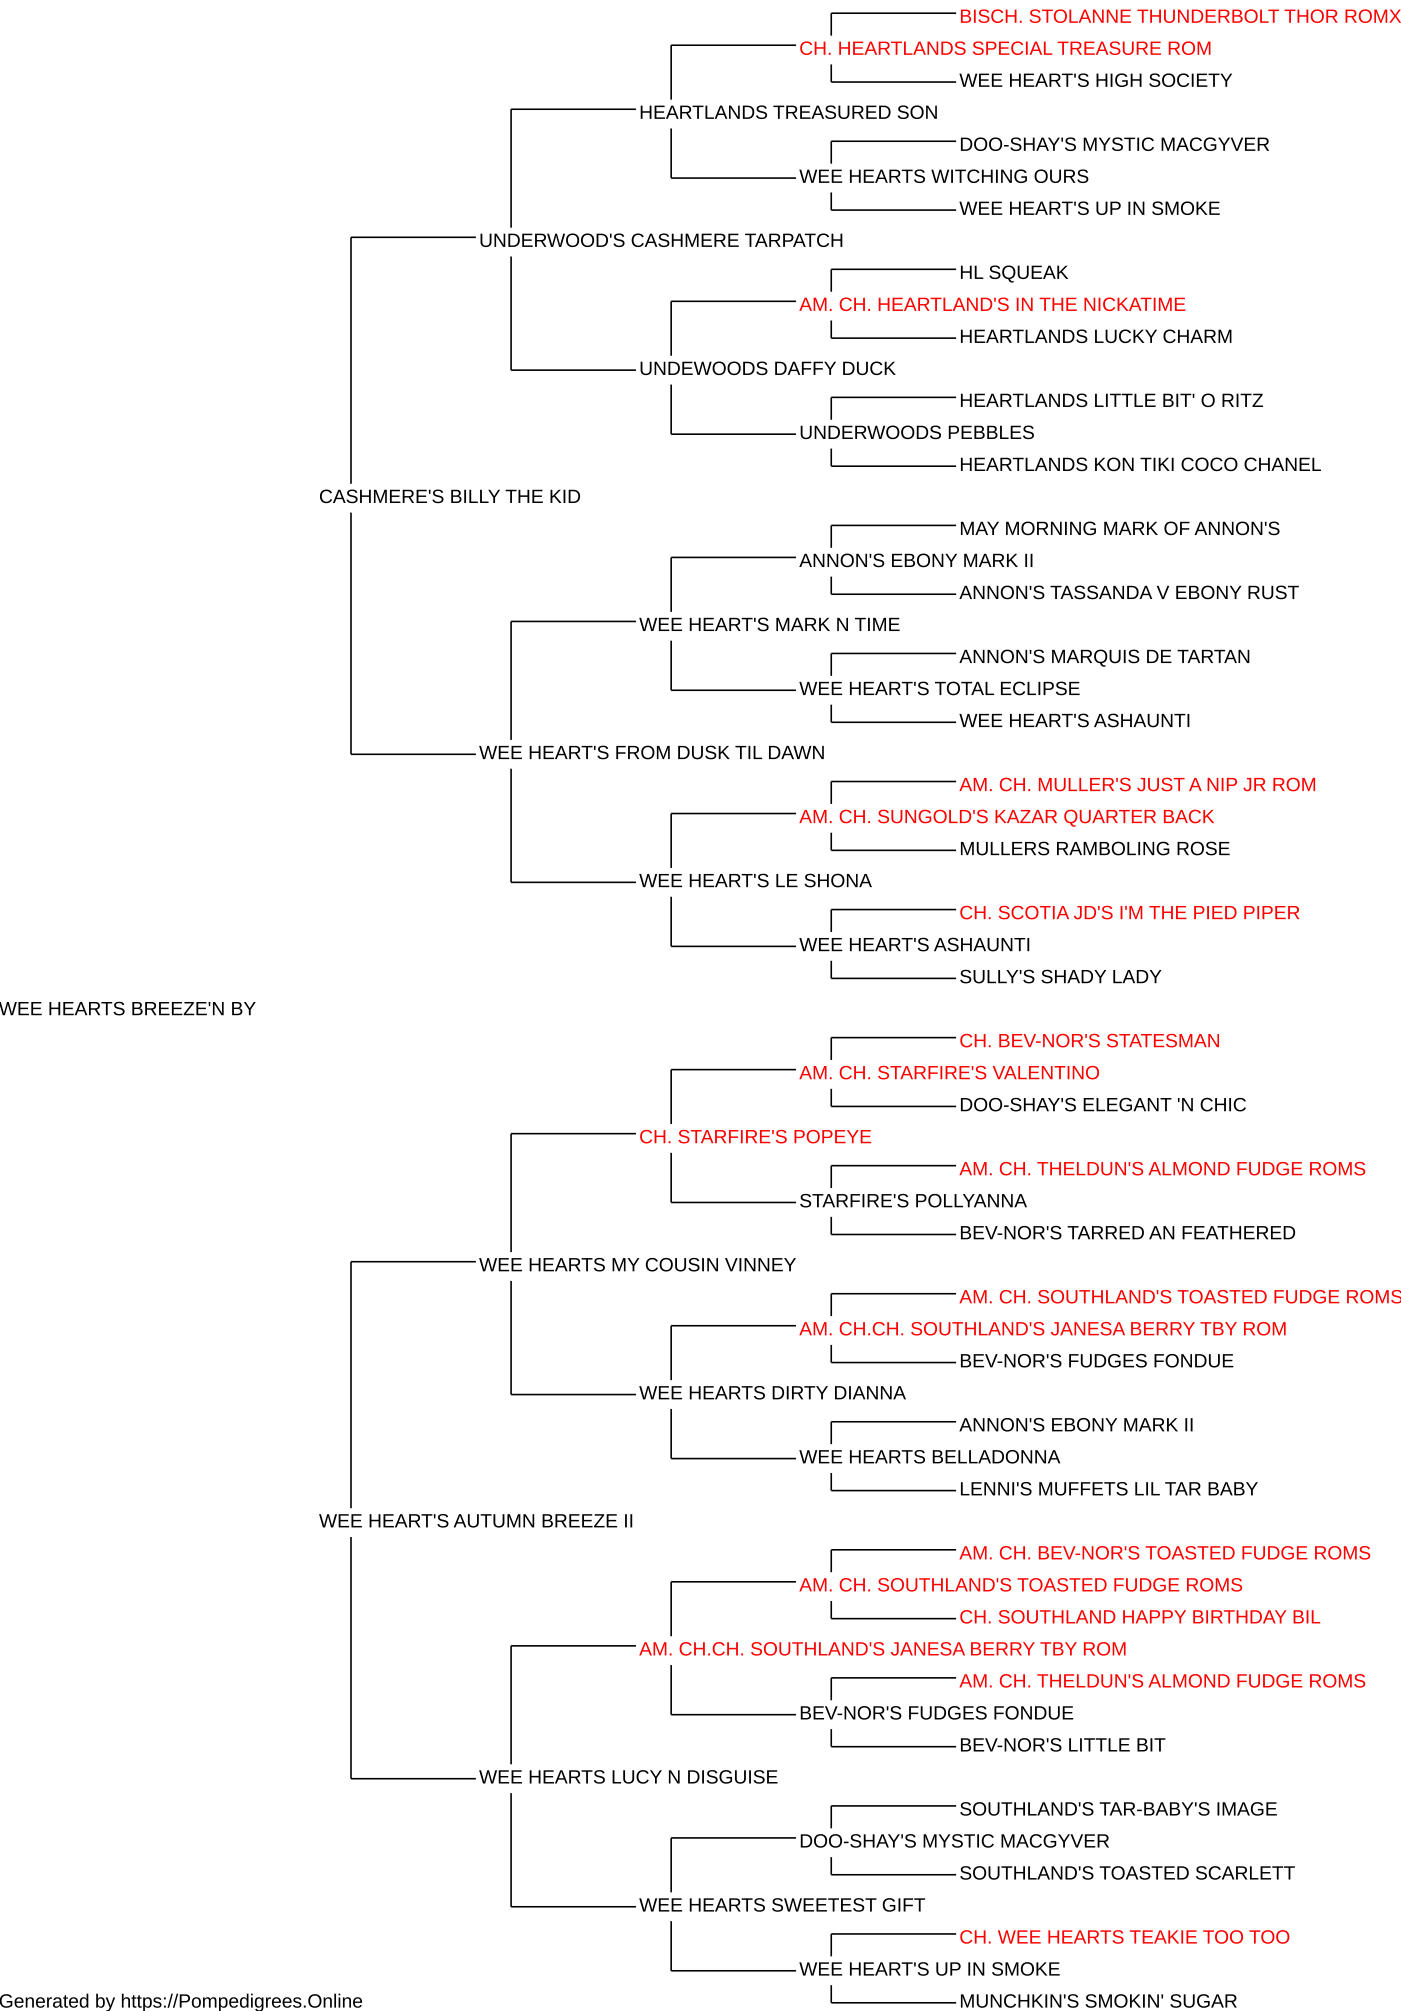 BISCH. STOLANNE THUNDERBOLT THOR ROMX
CH. HEARTLANDS SPECIAL TREASURE ROM
WEE HEART'S HIGH SOCIETY
HEARTLANDS TREASURED SON
DOO-SHAY'S MYSTIC MACGYVER
WEE HEARTS WITCHING OURS
WEE HEART'S UP IN SMOKE
UNDERWOOD'S CASHMERE TARPATCH
HL SQUEAK
AM. CH. HEARTLAND'S IN THE NICKATIME
HEARTLANDS LUCKY CHARM
UNDEWOODS DAFFY DUCK
HEARTLANDS LITTLE BIT' O RITZ
UNDERWOODS PEBBLES
HEARTLANDS KON TIKI COCO CHANEL
CASHMERE'S BILLY THE KID
MAY MORNING MARK OF ANNON'S
ANNON'S EBONY MARK II
ANNON'S TASSANDA V EBONY RUST
WEE HEART'S MARK N TIME
ANNON'S MARQUIS DE TARTAN
WEE HEART'S TOTAL ECLIPSE
WEE HEART'S ASHAUNTI
WEE HEART'S FROM DUSK TIL DAWN
AM. CH. MULLER'S JUST A NIP JR ROM
AM. CH. SUNGOLD'S KAZAR QUARTER BACK
MULLERS RAMBOLING ROSE
WEE HEART'S LE SHONA
CH. SCOTIA JD'S I'M THE PIED PIPER
WEE HEART'S ASHAUNTI
SULLY'S SHADY LADY
WEE HEARTS BREEZE'N BY
CH. BEV-NOR'S STATESMAN
AM. CH. STARFIRE'S VALENTINO
DOO-SHAY'S ELEGANT 'N CHIC
CH. STARFIRE'S POPEYE
AM. CH. THELDUN'S ALMOND FUDGE ROMS
STARFIRE'S POLLYANNA
BEV-NOR'S TARRED AN FEATHERED
WEE HEARTS MY COUSIN VINNEY
AM. CH. SOUTHLAND'S TOASTED FUDGE ROMS
AM. CH.CH. SOUTHLAND'S JANESA BERRY TBY ROM
BEV-NOR'S FUDGES FONDUE
WEE HEARTS DIRTY DIANNA
ANNON'S EBONY MARK II
WEE HEARTS BELLADONNA
LENNI'S MUFFETS LIL TAR BABY
WEE HEART'S AUTUMN BREEZE II
AM. CH. BEV-NOR'S TOASTED FUDGE ROMS
AM. CH. SOUTHLAND'S TOASTED FUDGE ROMS
CH. SOUTHLAND HAPPY BIRTHDAY BIL
AM. CH.CH. SOUTHLAND'S JANESA BERRY TBY ROM
AM. CH. THELDUN'S ALMOND FUDGE ROMS
BEV-NOR'S FUDGES FONDUE
BEV-NOR'S LITTLE BIT
WEE HEARTS LUCY N DISGUISE
SOUTHLAND'S TAR-BABY'S IMAGE
DOO-SHAY'S MYSTIC MACGYVER
SOUTHLAND'S TOASTED SCARLETT
WEE HEARTS SWEETEST GIFT
CH. WEE HEARTS TEAKIE TOO TOO
WEE HEART'S UP IN SMOKE
MUNCHKIN'S SMOKIN' SUGAR
Generated by https://Pompedigrees.Online